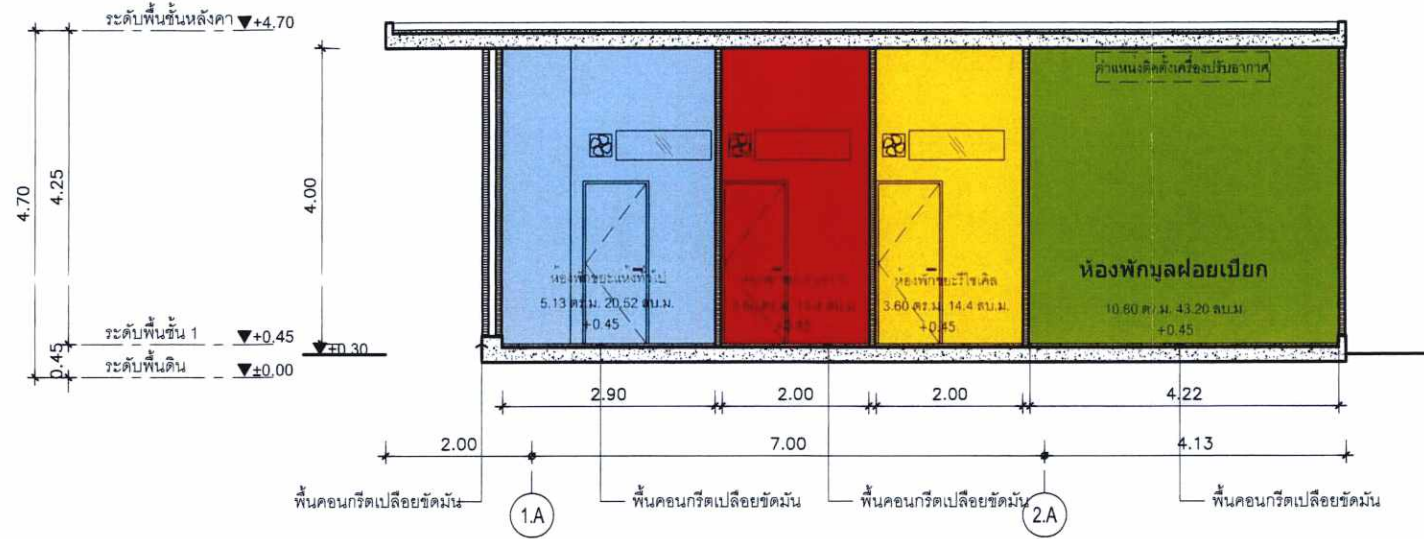 ระดับพื้นชั้นหลังคา +4.70
ตำแหน่งติดตั้งเครื่องปรับอากาศ
4.70
4.25
4.00
ห้องพักขยะแห้งทั่วไป
5.13 ตร.ม. 20.52 ลบ.ม.
+0.45
ห้องพักขยะรีไซเคิล
3.60 ตร.ม. 14.4 ลบ.ม.
+0.45
ห้องพักมูลฝอยเปียก
10.80 ตร.ม. 43.20 ลบ.ม.
+0.45
ระดับพื้นชั้น 1 +0.45
+0.30
0.45
ระดับพื้นดิน ±0.00
2.90 2.00 2.00 4.22
2.00 7.00 4.13
พื้นคอนกรีตเปลือยขัดมัน พื้นคอนกรีตเปลือยขัดมัน พื้นคอนกรีตเปลือยขัดมัน พื้นคอนกรีตเปลือยขัดมัน
1.A 2.A